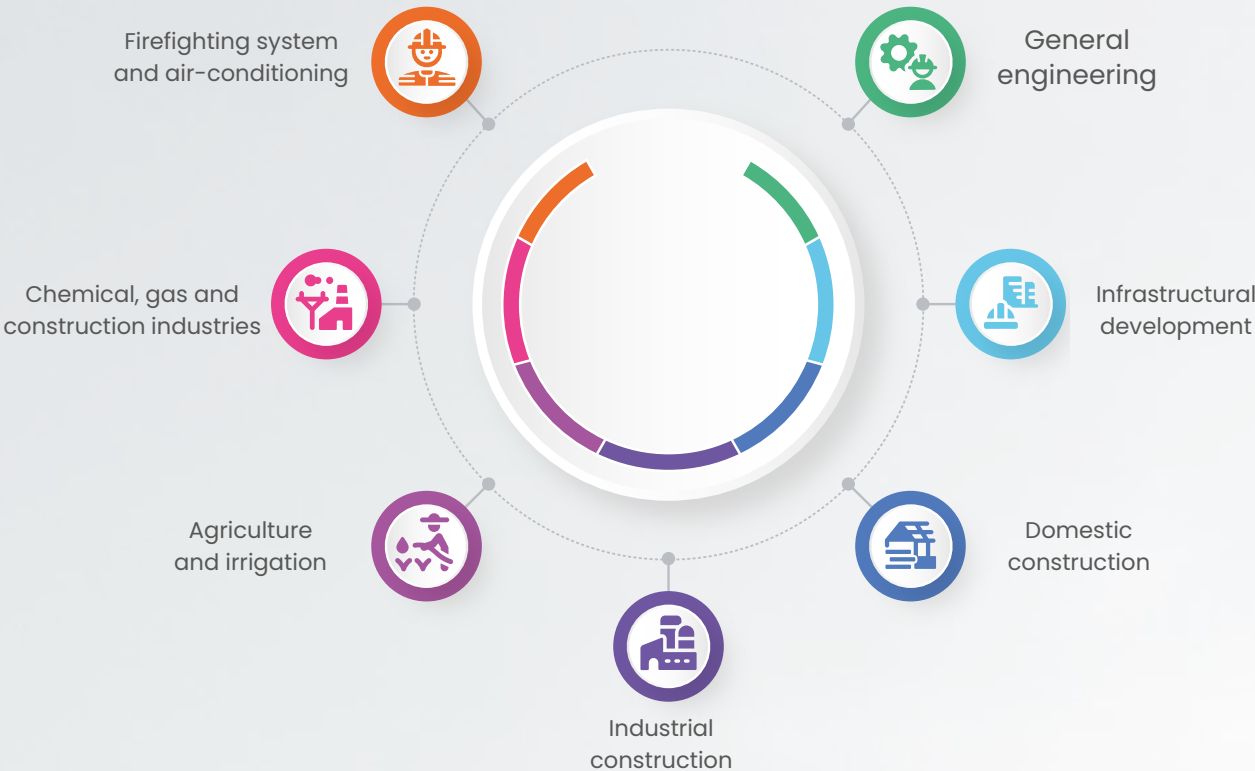 Firefighting system
and air-conditioning
General
engineering
Chemical, gas and
construction industries
Infrastructural
development
Agriculture
and irrigation
Domestic
construction
Industrial
construction